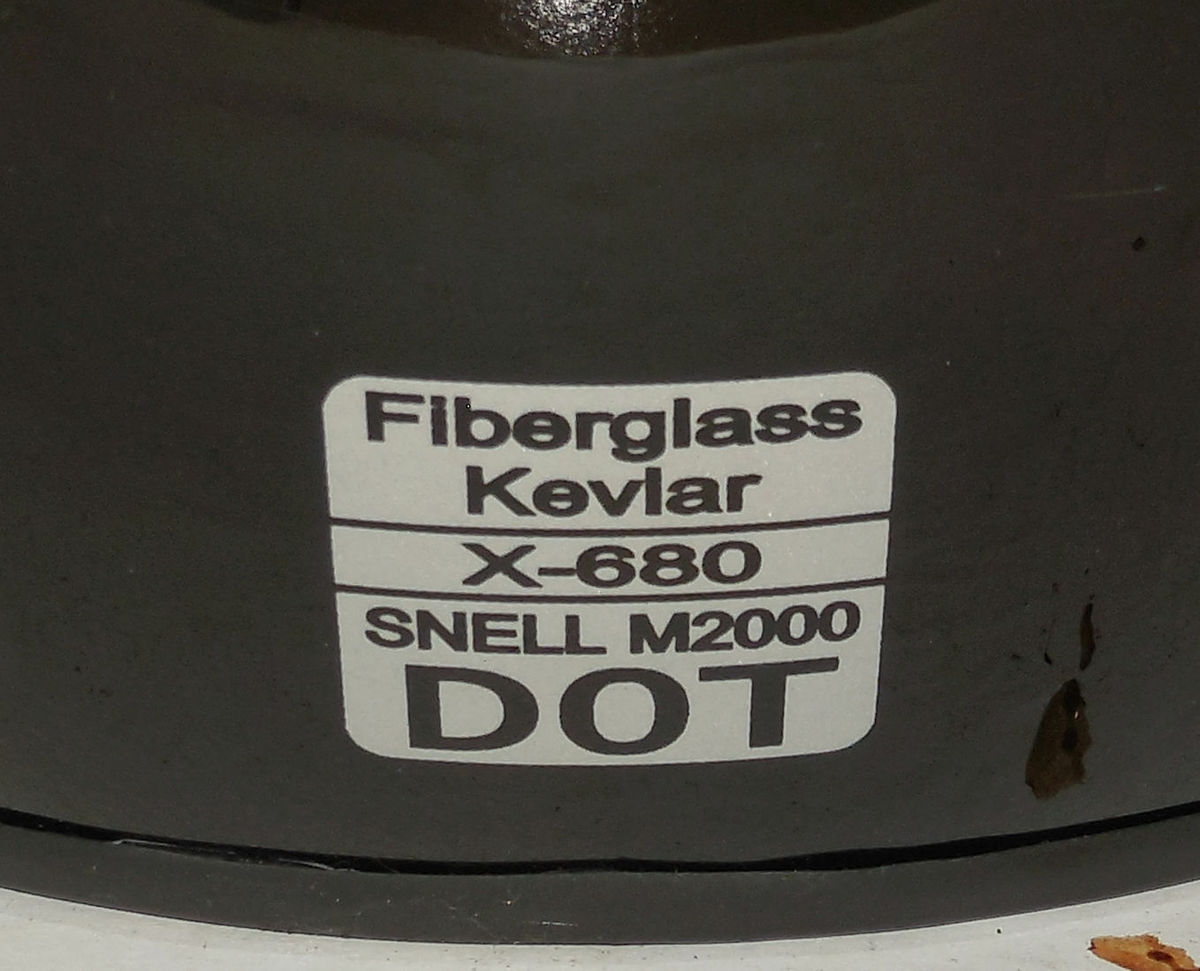 Fiberglass
Kevlar
X-680
SNELL M2000
DOT